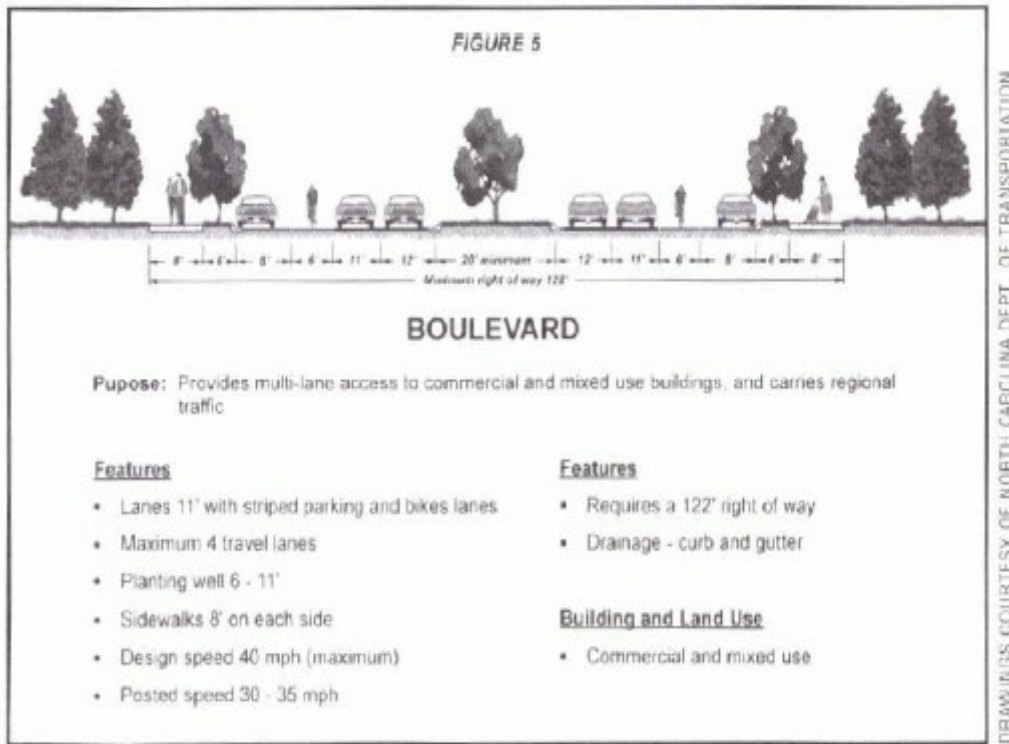 FIGURE 5
8' 6' 8' 6' 11' 12' 20' minimum 12' 11' 6' 8' 6' 8'
Minimum right of way 122'
BOULEVARD
Pupose: Provides multi-lane access to commercial and mixed use buildings, and carries regional
traffic
Features
• Lanes 11' with striped parking and bikes lanes
• Maximum 4 travel lanes
• Planting well 6 - 11'
• Sidewalks 8' on each side
• Design speed 40 mph (maximum)
• Posted speed 30 - 35 mph
Features
• Requires a 122' right of way
• Drainage - curb and gutter
Building and Land Use
• Commercial and mixed use
DRAWINGS COURTESY OF NORTH CAROLINA DEPT. OF TRANSPORTATION